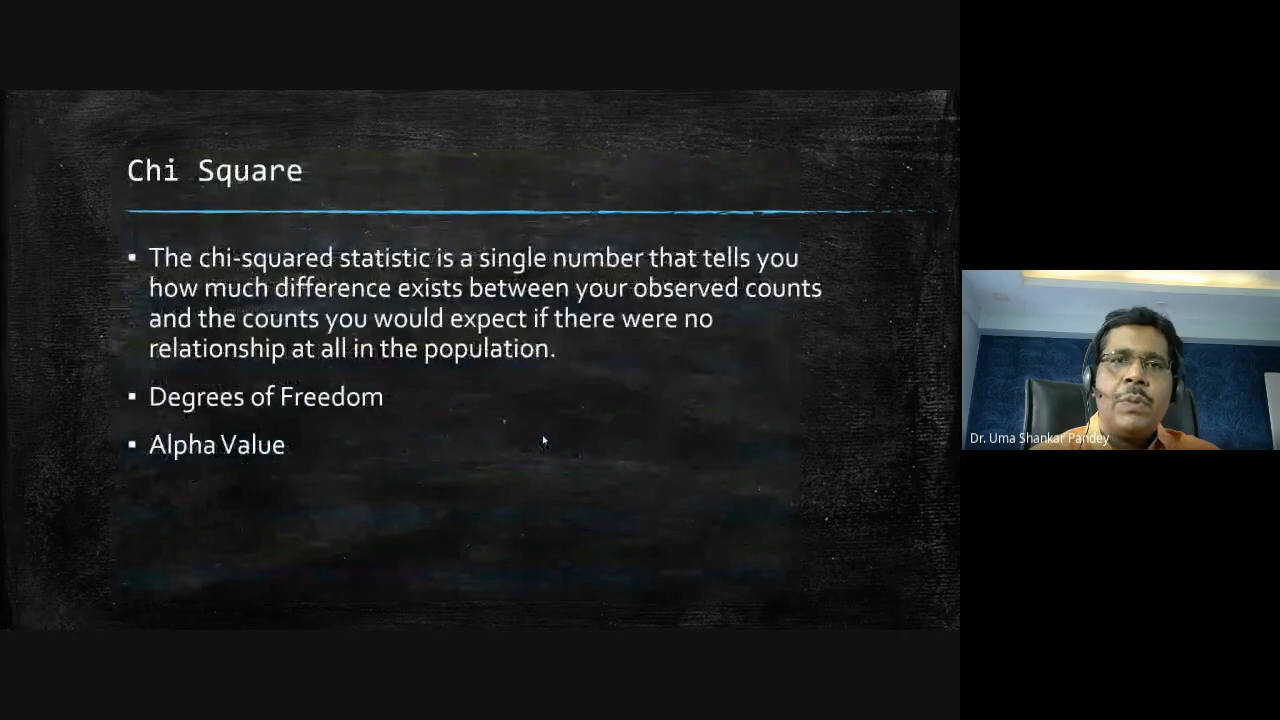 Chi Square
▪ The chi-squared statistic is a single number that tells you
how much difference exists between your observed counts
and the counts you would expect if there were no
relationship at all in the population.
▪ Degrees of Freedom
▪ Alpha Value
Dr. Uma Shankar Pandey